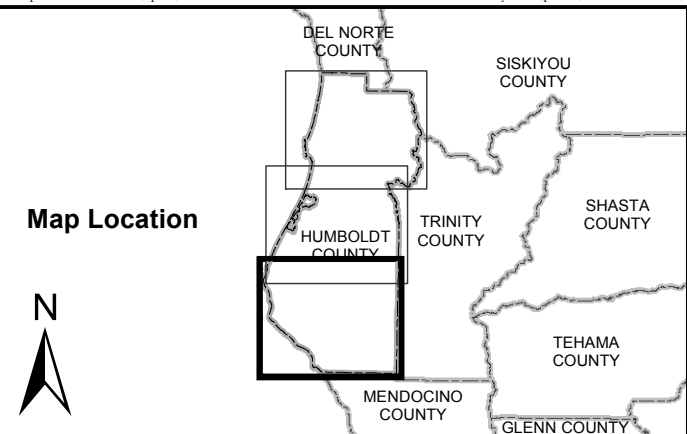 DEL NORTE
COUNTY
SISKIYOU
COUNTY
Map Location
SHASTA
COUNTY
TRINITY
COUNTY
HUMBOLDT
COUNTY
N
TEHAMA
COUNTY
MENDOCINO
COUNTY
GLENN COUNTY